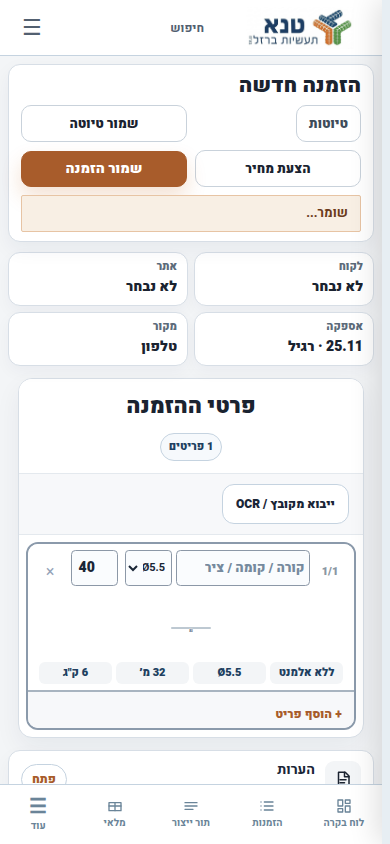 טנא
תעשיות ברזל
חיפוש
הזמנה חדשה
טיוטות
שמור טיוטה
הצעת מחיר
שמור הזמנה
שומר...
לקוח
לא נבחר
אתר
לא נבחר
אספקה
25.11 · רגיל
מקור
טלפון
פרטי ההזמנה
1 פריטים
ייבוא מקובץ / OCR
1/1
קורה / קומה / ציר
Ø5.5
40
×
ללא אלמנט
Ø5.5
32 מ׳
6 ק"ג
+ הוסף פריט
הערות
פתח
לוח בקרה
הזמנות
תור ייצור
מלאי
עוד